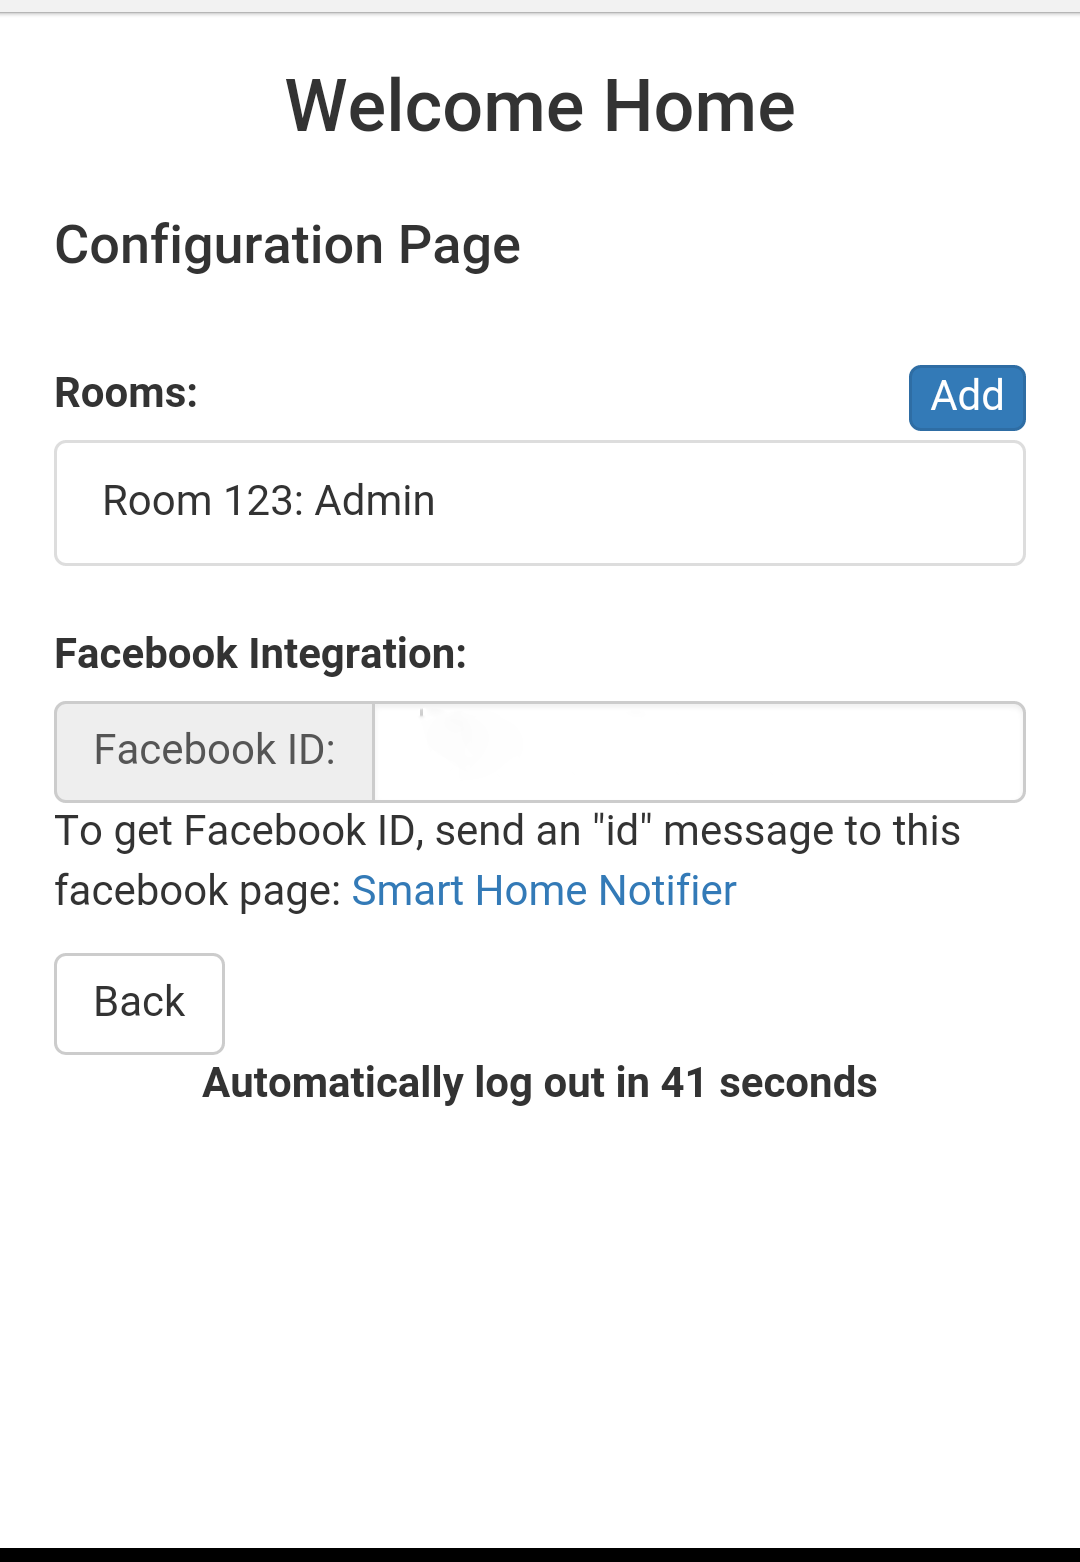 Welcome Home
Configuration Page
Rooms:
Add
Room 123: Admin
Facebook Integration:
Facebook ID:
To get Facebook ID, send an "id" message to this
facebook page: Smart Home Notifier
Back
Automatically log out in 41 seconds